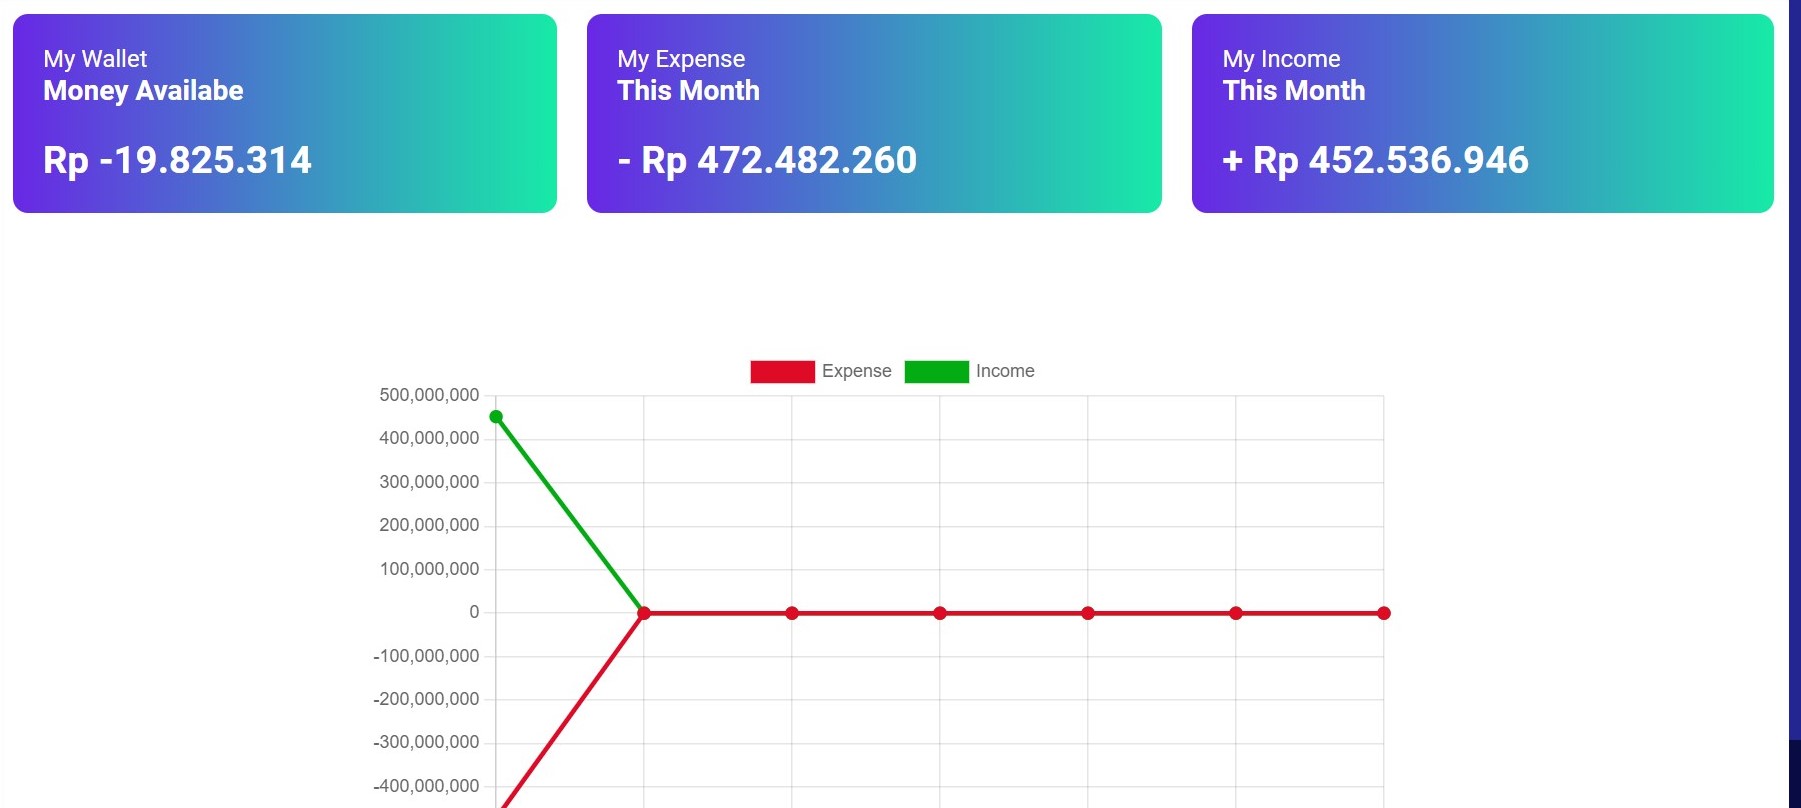 My Wallet
Money Availabe
Rp -19.825.314
My Expense
This Month
- Rp 472.482.260
My Income
This Month
+ Rp 452.536.946
Expense
Income
500,000,000
400,000,000
300,000,000
200,000,000
100,000,000
0
-100,000,000
-200,000,000
-300,000,000
-400,000,000